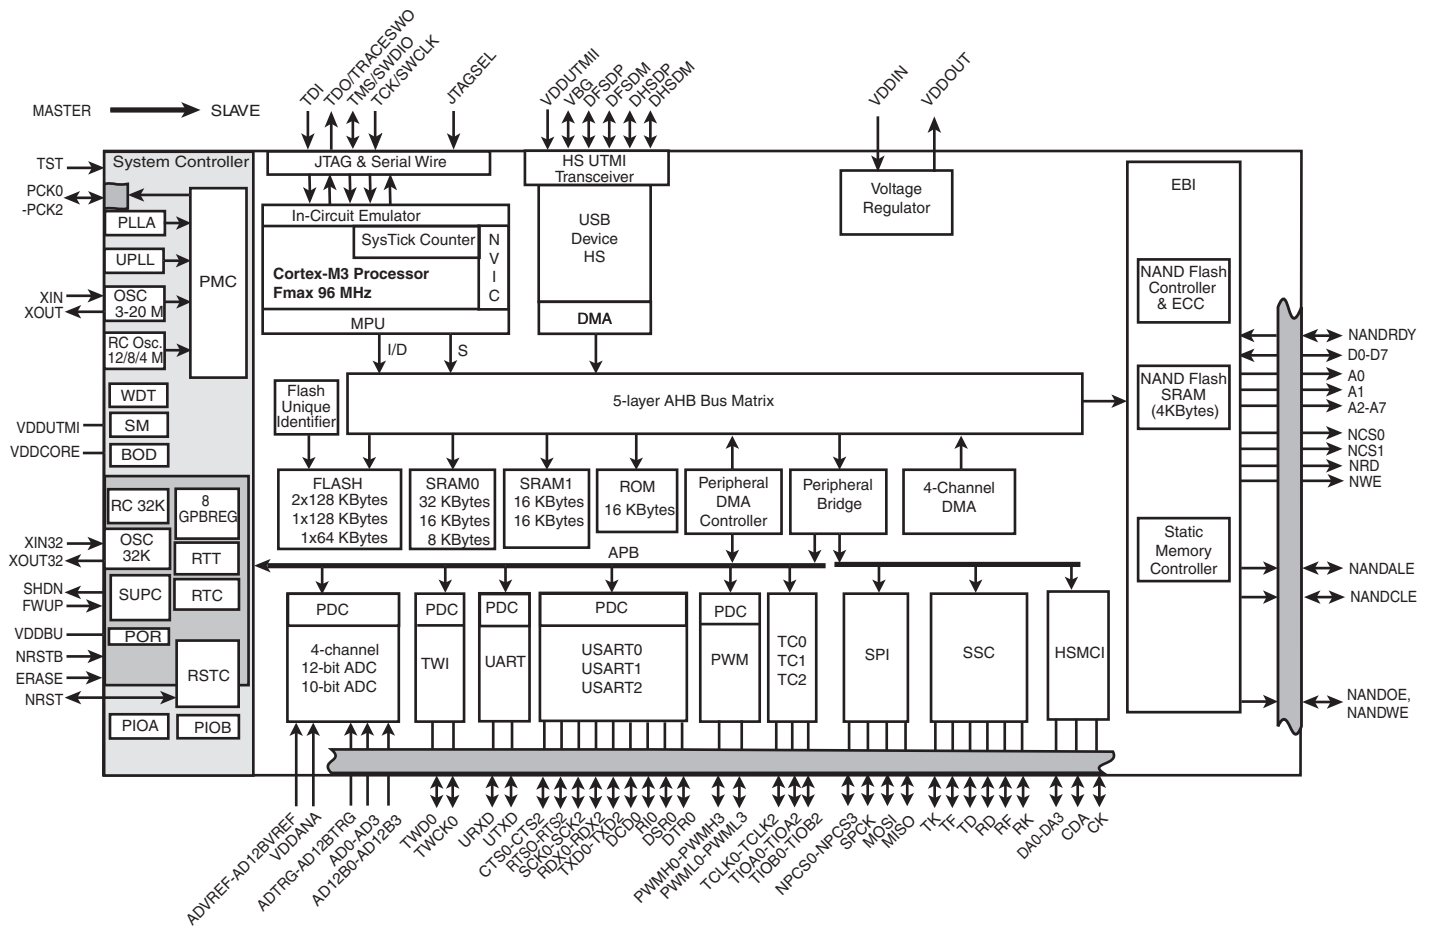 MASTER
SLAVE
TDI
TDO/TRACESWO
TMS/SWDIO
TCK/SWCLK
JTAGSEL
VDDUTMII
VBG
DFSDP
DFSDM
DHSDP
DHSDM
VDDIN
VDDOUT
TST
PCK0
-PCK2
XIN
XOUT
VDDUTMI
VDDCORE
XIN32
XOUT32
SHDN
FWUP
VDDBU
NRSTB
ERASE
NRST
System Controller
PLLA
UPLL
OSC
3-20 M
RC Osc.
12/8/4 M
PMC
WDT
SM
BOD
RC 32K
8
GPBREG
OSC
32K
RTT
SUPC
RTC
POR
RSTC
PIOA
PIOB
JTAG & Serial Wire
In-Circuit Emulator
SysTick Counter
N
V
I
C
Cortex-M3 Processor
Fmax 96 MHz
MPU
I/D
S
HS UTMI
Transceiver
USB
Device
HS
DMA
Voltage
Regulator
Flash
Unique
Identifier
5-layer AHB Bus Matrix
FLASH
2x128 KBytes
1x128 KBytes
1x64 KBytes
SRAM0
32 KBytes
16 KBytes
8 KBytes
SRAM1
16 KBytes
16 KBytes
ROM
16 KBytes
Peripheral
DMA
Controller
Peripheral
Bridge
4-Channel
DMA
APB
PDC
4-channel
12-bit ADC
10-bit ADC
PDC
TWI
PDC
UART
PDC
USART0
USART1
USART2
PDC
PWM
TC0
TC1
TC2
SPI
SSC
HSMCI
EBI
NAND Flash
Controller
& ECC
NAND Flash
SRAM
(4KBytes)
Static
Memory
Controller
NANDRDY
D0-D7
A0
A1
A2-A7
NCS0
NCS1
NRD
NWE
NANDALE
NANDCLE
NANDOE,
NANDWE
ADVREF-AD12BVREF
VDDANA
ADTRG-AD12BTRG
AD0-AD3
AD12B0-AD12B3
TWD0
TWCK0
URXD
UTXD
CTS0-CTS2
RTS0-RTS2
SCK0-SCK2
RDX0-RDX2
TXD0-TXD2
DCD0
RI0
DSR0
DTR0
PWMH0-PWMH3
PWML0-PWML3
TCLK0-TCLK2
TIOA0-TIOA2
TIOB0-TIOB2
NPCS0-NPCS3
SPCK
MOSI
MISO
TK
TF
TD
RD
RF
RK
DA0-DA3
CDA
CK